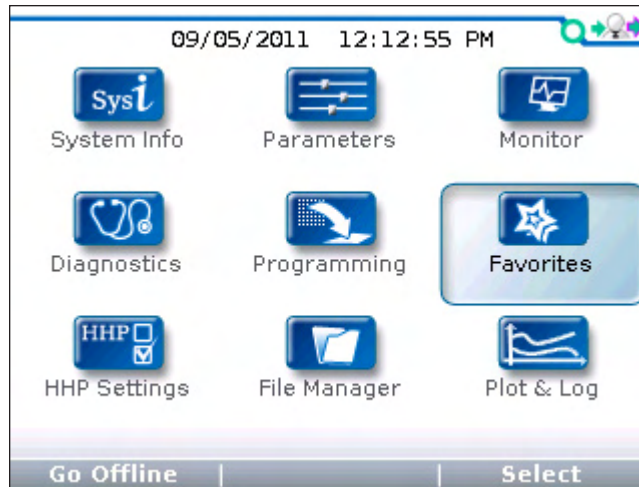 09/05/2011 12:12:55 PM
Sysi
System Info
Parameters
Monitor
Diagnostics
Programming
Favorites
HHP
HHP Settings
File Manager
Plot & Log
Go Offline
Select